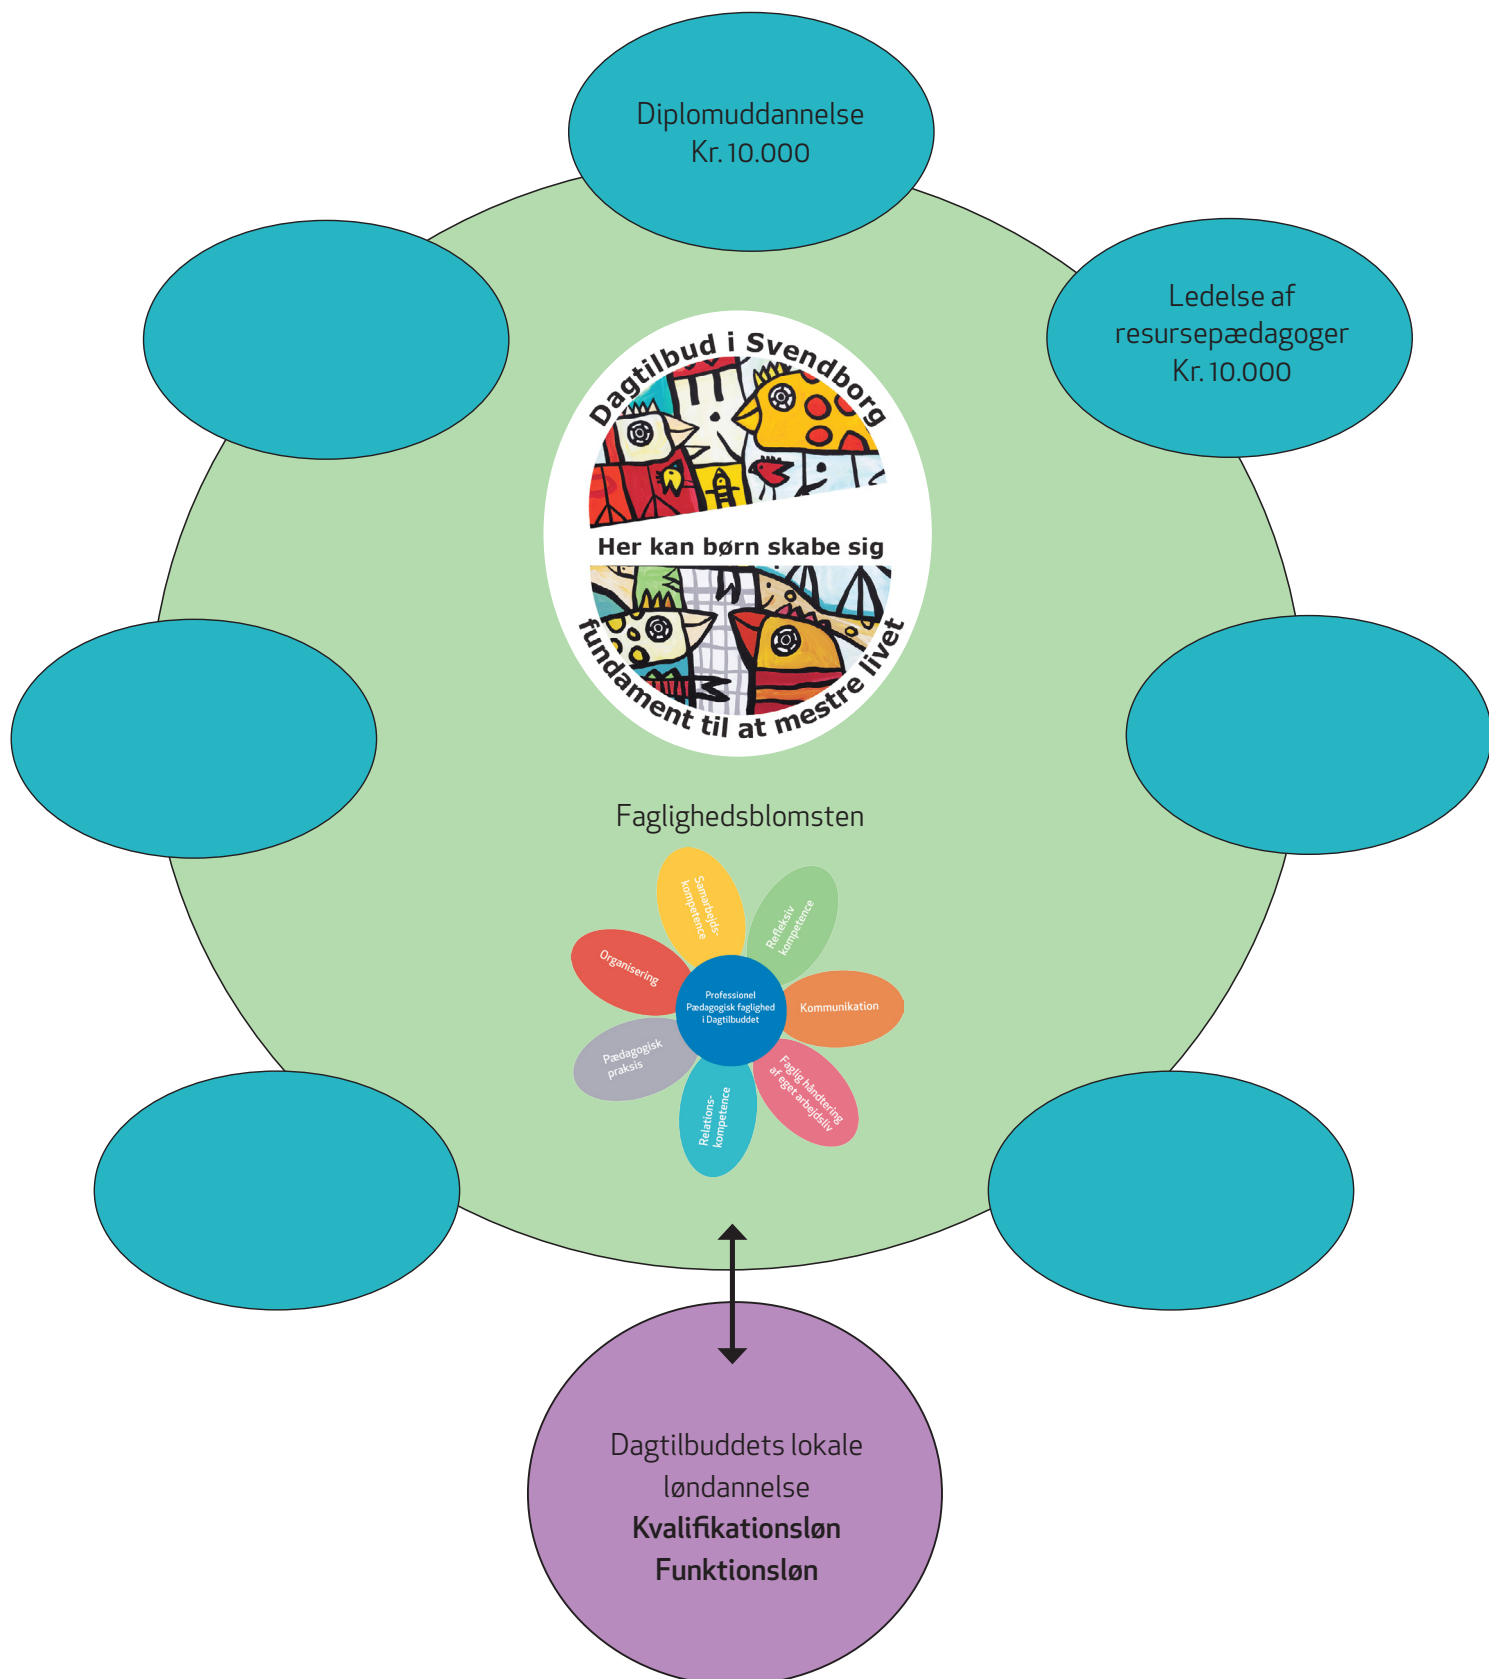 Diplomuddannelse
Kr. 10.000
Ledelse af
resursepædagoger
Kr. 10.000
Dagtilbud i Svendborg
Her kan børn skabe sig
fundament til at mestre livet
Faglighedsblomsten
Samarbejds-
kompetence
Refleksiv
kompetence
Organisering
Professionel
Pædagogisk faglighed
i Dagtilbuddet
Kommunikation
Pædagogisk
praksis
Faglig håndtering
af eget arbejdsliv
Relations-
kompetence
Dagtilbuddets lokale
løndannelse
Kvalifikationsløn
Funktionsløn